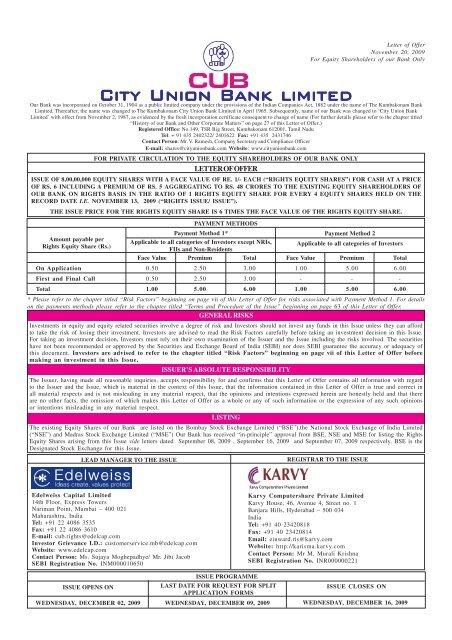 Letter of Offer
November 20, 2009
For Equity Shareholders of our Bank Only
CUB
CITY UNION BANK LIMITED
Our Bank was incorporated on October 31, 1904 as a public limited company under the provisions of the Indian Companies Act, 1882 under the name of The Kumbakonam Bank
Limited. Thereafter, the name was changed to The Kumbakonam City Union Bank Limited in April 1965. Subsequently, name of our Bank was changed to 'City Union Bank
Limited' with effect from November 2, 1987, as evidenced by the fresh incorporation certificate consequent to change of name (For further details please refer to the chapter titled
"History of our Bank and Other Corporate Matters" on page 27 of this Letter of Offer.)
Registered Office: No.149, TSR Big Street, Kumbakonam 612001, Tamil Nadu
Tel: + 91 435 2402322/ 2401622: Fax: +91 435 2431746
Contact Person: Mr. V. Ramesh, Company Secretary and Compliance Officer
E-mail: shares@cityunionbank.com Website: www.cityunionbank.com
FOR PRIVATE CIRCULATION TO THE EQUITY SHAREHOLDERS OF OUR BANK ONLY
LETTER OF OFFER
ISSUE OF 8,00,00,000 EQUITY SHARES WITH A FACE VALUE OF RE. 1/- EACH ("RIGHTS EQUITY SHARES") FOR CASH AT A PRICE
OF RS. 6 INCLUDING A PREMIUM OF RS. 5 AGGREGATING TO RS. 48 CRORES TO THE EXISTING EQUITY SHAREHOLDERS OF
OUR BANK ON RIGHTS BASIS IN THE RATIO OF 1 RIGHTS EQUITY SHARE FOR EVERY 4 EQUITY SHARES HELD ON THE
RECORD DATE I.E. NOVEMBER 13, 2009 ("RIGHTS ISSUE/ ISSUE").
THE ISSUE PRICE FOR THE RIGHTS EQUITY SHARE IS 6 TIMES THE FACE VALUE OF THE RIGHTS EQUITY SHARE.
PAYMENT METHODS
Amount payable per Rights Equity Share (Rs.) Payment Method 1* Payment Method 2
Applicable to all categories of Investors except NRIs, FIIs and Non-Residents Applicable to all categories of Investors
Face Value Premium Total Face Value Premium Total
On Application 0.50 2.50 3.00 1.00 5.00 6.00
First and Final Call 0.50 2.50 3.00 - - -
Total 1.00 5.00 6.00 1.00 5.00 6.00
* Please refer to the chapter titled "Risk Factors" beginning on page vii of this Letter of Offer for risks associated with Payment Method 1. For details
on the payments methods please refer to the chapter titled "Terms and Procedure of the Issue" beginning on page 63 of this Letter of Offer.
GENERAL RISKS
Investments in equity and equity related securities involve a degree of risk and Investors should not invest any funds in this Issue unless they can afford
to take the risk of losing their investment. Investors are advised to read the Risk Factors carefully before taking an investment decision in this Issue.
For taking an investment decision, Investors must rely on their own examination of the Issuer and the Issue including the risks involved. The securities
have not been recommended or approved by the Securities and Exchange Board of India (SEBI) nor does SEBI guarantee the accuracy or adequacy of
this document. Investors are advised to refer to the chapter titled "Risk Factors" beginning on page vii of this Letter of Offer before
making an investment in this Issue.
ISSUER'S ABSOLUTE RESPONSIBILITY
The Issuer, having made all reasonable inquiries, accepts responsibility for and confirms that this Letter of Offer contains all information with regard
to the Issuer and the Issue, which is material in the context of this Issue, that the information contained in this Letter of Offer is true and correct in
all material respects and is not misleading in any material respect, that the opinions and intentions expressed herein are honestly held and that there
are no other facts, the omission of which makes this Letter of Offer as a whole or any of such information or the expression of any such opinions
or intentions misleading in any material respect.
LISTING
The existing Equity Shares of our Bank are listed on the Bombay Stock Exchange Limited ("BSE"),the National Stock Exchange of India Limited
("NSE") and Madras Stock Exchange Limited ("MSE") Our Bank has received "in-principle" approval from BSE, NSE and MSE for listing the Rights
Equity Shares arising from this Issue vide letters dated September 08, 2009 , September 16, 2009 and September 07, 2009 respectively. BSE is the
Designated Stock Exchange for this Issue.
LEAD MANAGER TO THE ISSUE
Edelweiss
Ideas create, values protect
Edelweiss Capital Limited
14th Floor, Express Towers
Nariman Point, Mumbai – 400 021
Maharashtra, India
Tel: +91 22 4086 3535
Fax: +91 22 4086 3610
E-mail: cub.rights@edelcap.com
Investor Grievance I.D.: customerservice.mb@edelcap.com
Website: www.edelcap.com
Contact Person: Ms. Sujaya Moghepadhye/ Mr. Jibi Jacob
SEBI Registration No. INM0000010650
REGISTRAR TO THE ISSUE
KARVY
Karvy Computershare Private Limited
Karvy Computershare Private Limited
Karvy House, 46, Avenue 4, Street no. 1
Banjara Hills, Hyderabad – 500 034
India
Tel: +91 40 23420818
Fax: +91 40 23420814
Email: einward.ris@karvy.com
Website: http://karisma.karvy.com
Contact Person: Mr M. Murali Krishna
SEBI Registration No. INR000000221
ISSUE PROGRAMME
ISSUE OPENS ON LAST DATE FOR REQUEST FOR SPLIT APPLICATION FORMS ISSUE CLOSES ON
WEDNESDAY, DECEMBER 02, 2009 WEDNESDAY, DECEMBER 09, 2009 WEDNESDAY, DECEMBER 16, 2009